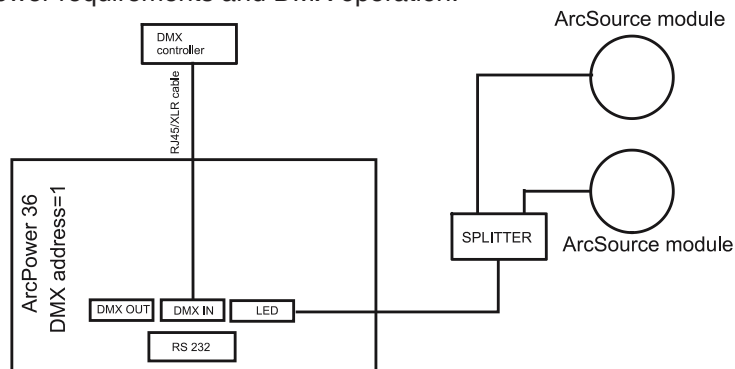 power requirements and DMX operation.
ArcSource module
DMX
controller
RJ45/XLR cable
ArcPower 36
DMX address=1
SPLITTER
ArcSource module
DMX OUT
DMX IN
LED
RS 232